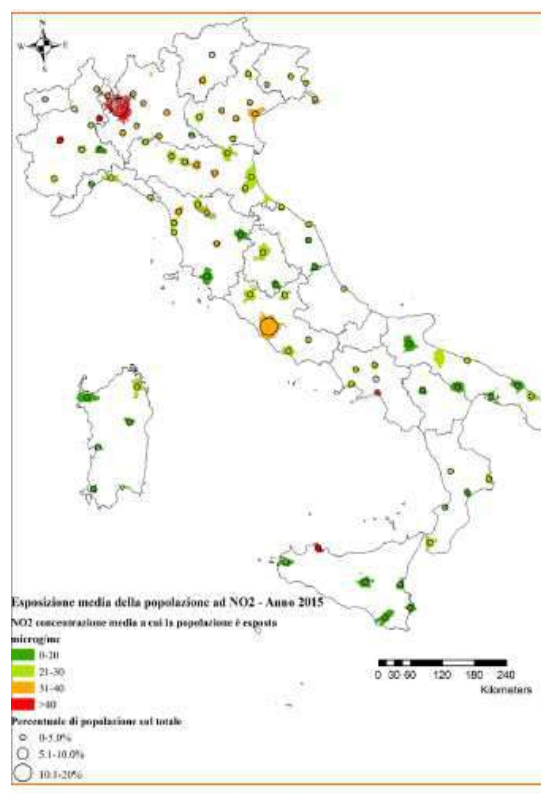 N
W E
S
Esposizione media della popolazione ad NO2 - Anno 2015
NO2 concentrazione media a cui la popolazione è esposta
microg/mc
0-20
21-30
31-40
>40
0 30 60 120 180 240
Kilometers
Percentuale di popolazione sul totale
0-5.0%
5.1-10.0%
10.1-20%